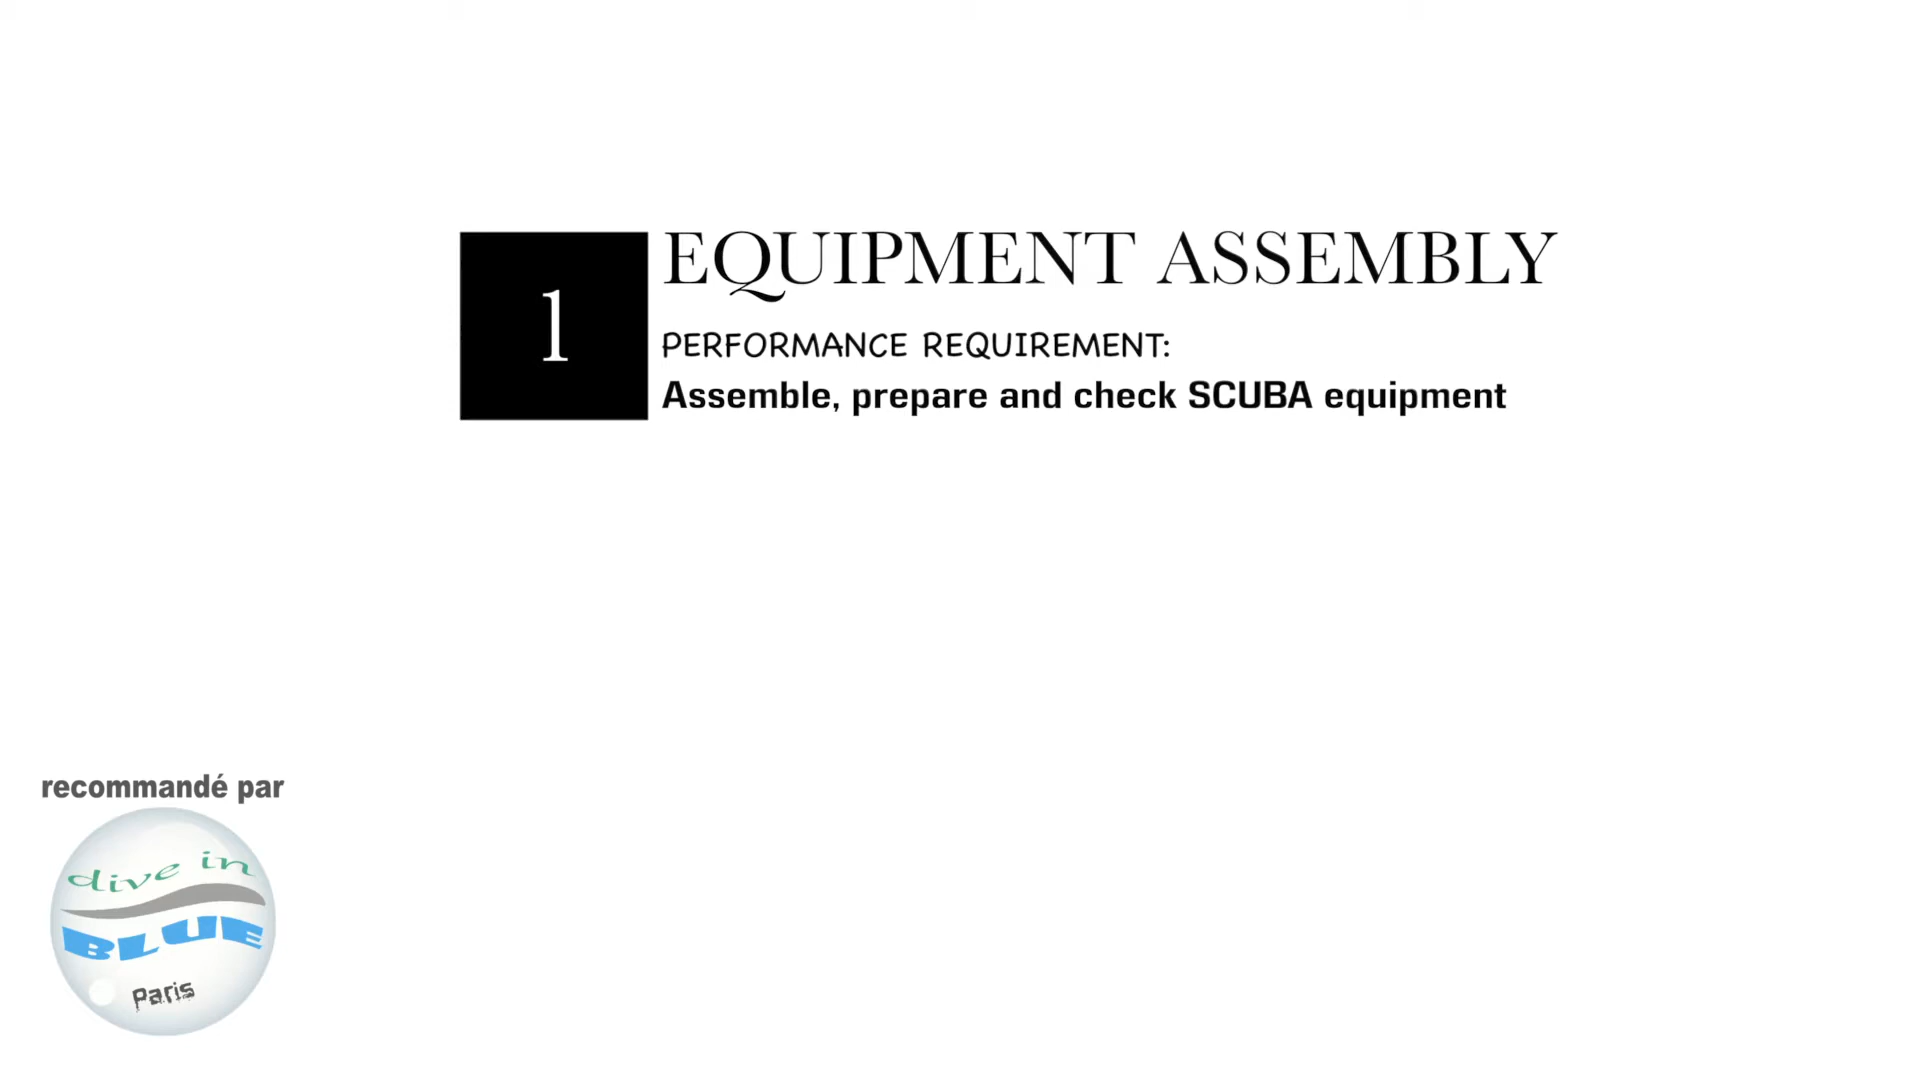 1
EQUIPMENT ASSEMBLY
PERFORMANCE REQUIREMENT:
Assemble, prepare and check SCUBA equipment
recommandé par
dive in
BLUE
Paris